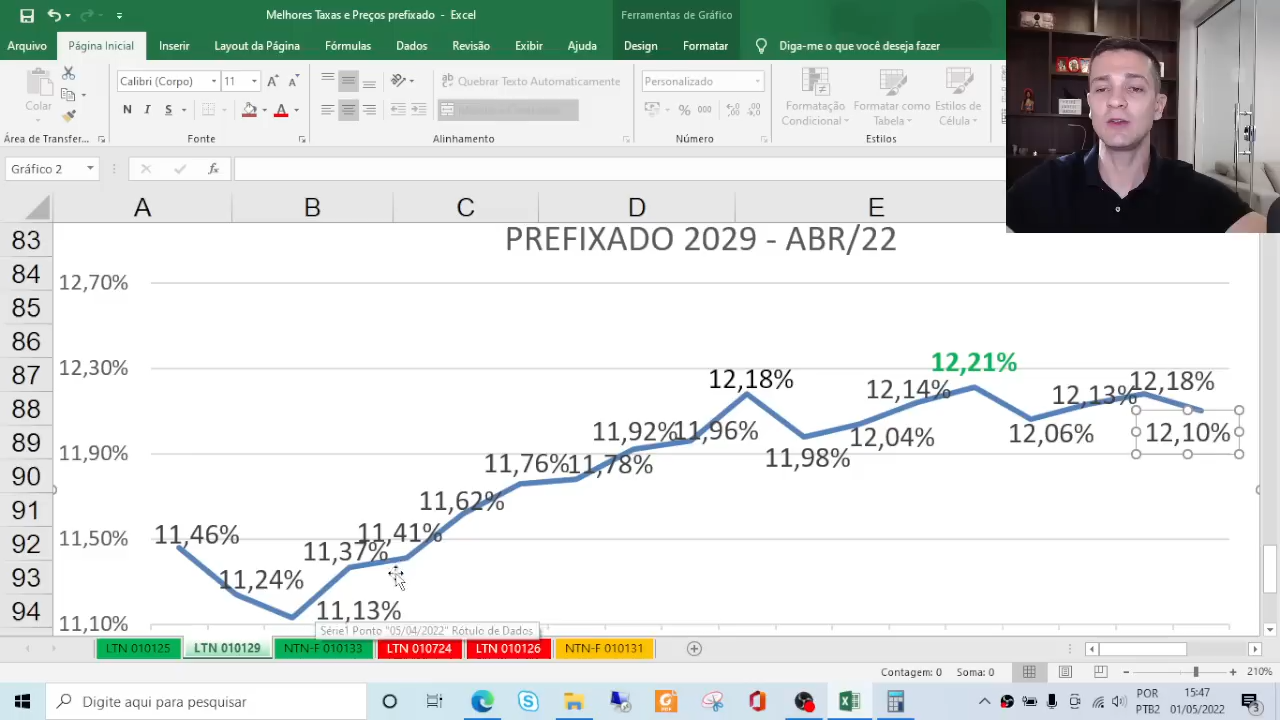 Melhores Taxas e Preços prefixado - Excel
Ferramentas de Gráfico
Arquivo Página Inicial Inserir Layout da Página Fórmulas Dados Revisão Exibir Ajuda Design Formatar Diga-me o que você deseja fazer
Colar
Calibri (Corpo) 11
N I S
Quebrar Texto Automaticamente
Personalizado
% 000
Formatação Condicional
Formatar como Tabela
Estilos de Célula
Área de Transfer... Fonte Alinhamento Número Estilos
Gráfico 2
fx
A B C D E
83
84
85
86
87
88
89
90
91
92
93
94
PREFIXADO 2029 - ABR/22
12,70%
12,30%
11,90%
11,50%
11,10%
11,46%
11,24%
11,13%
11,37%
11,41%
11,62%
11,76%
11,78%
11,92%
11,96%
12,18%
11,98%
12,04%
12,14%
12,21%
12,06%
12,13%
12,18%
12,10%
Série1 Ponto "05/04/2022" Rótulo de Dados
LTN 010125 LTN 010129 NTN-F 010133 LTN 010724 LTN 010126 NTN-F 010131
Contagem: 0 Soma: 0 210%
Digite aqui para pesquisar
POR
PTB2
15:47
01/05/2022
3